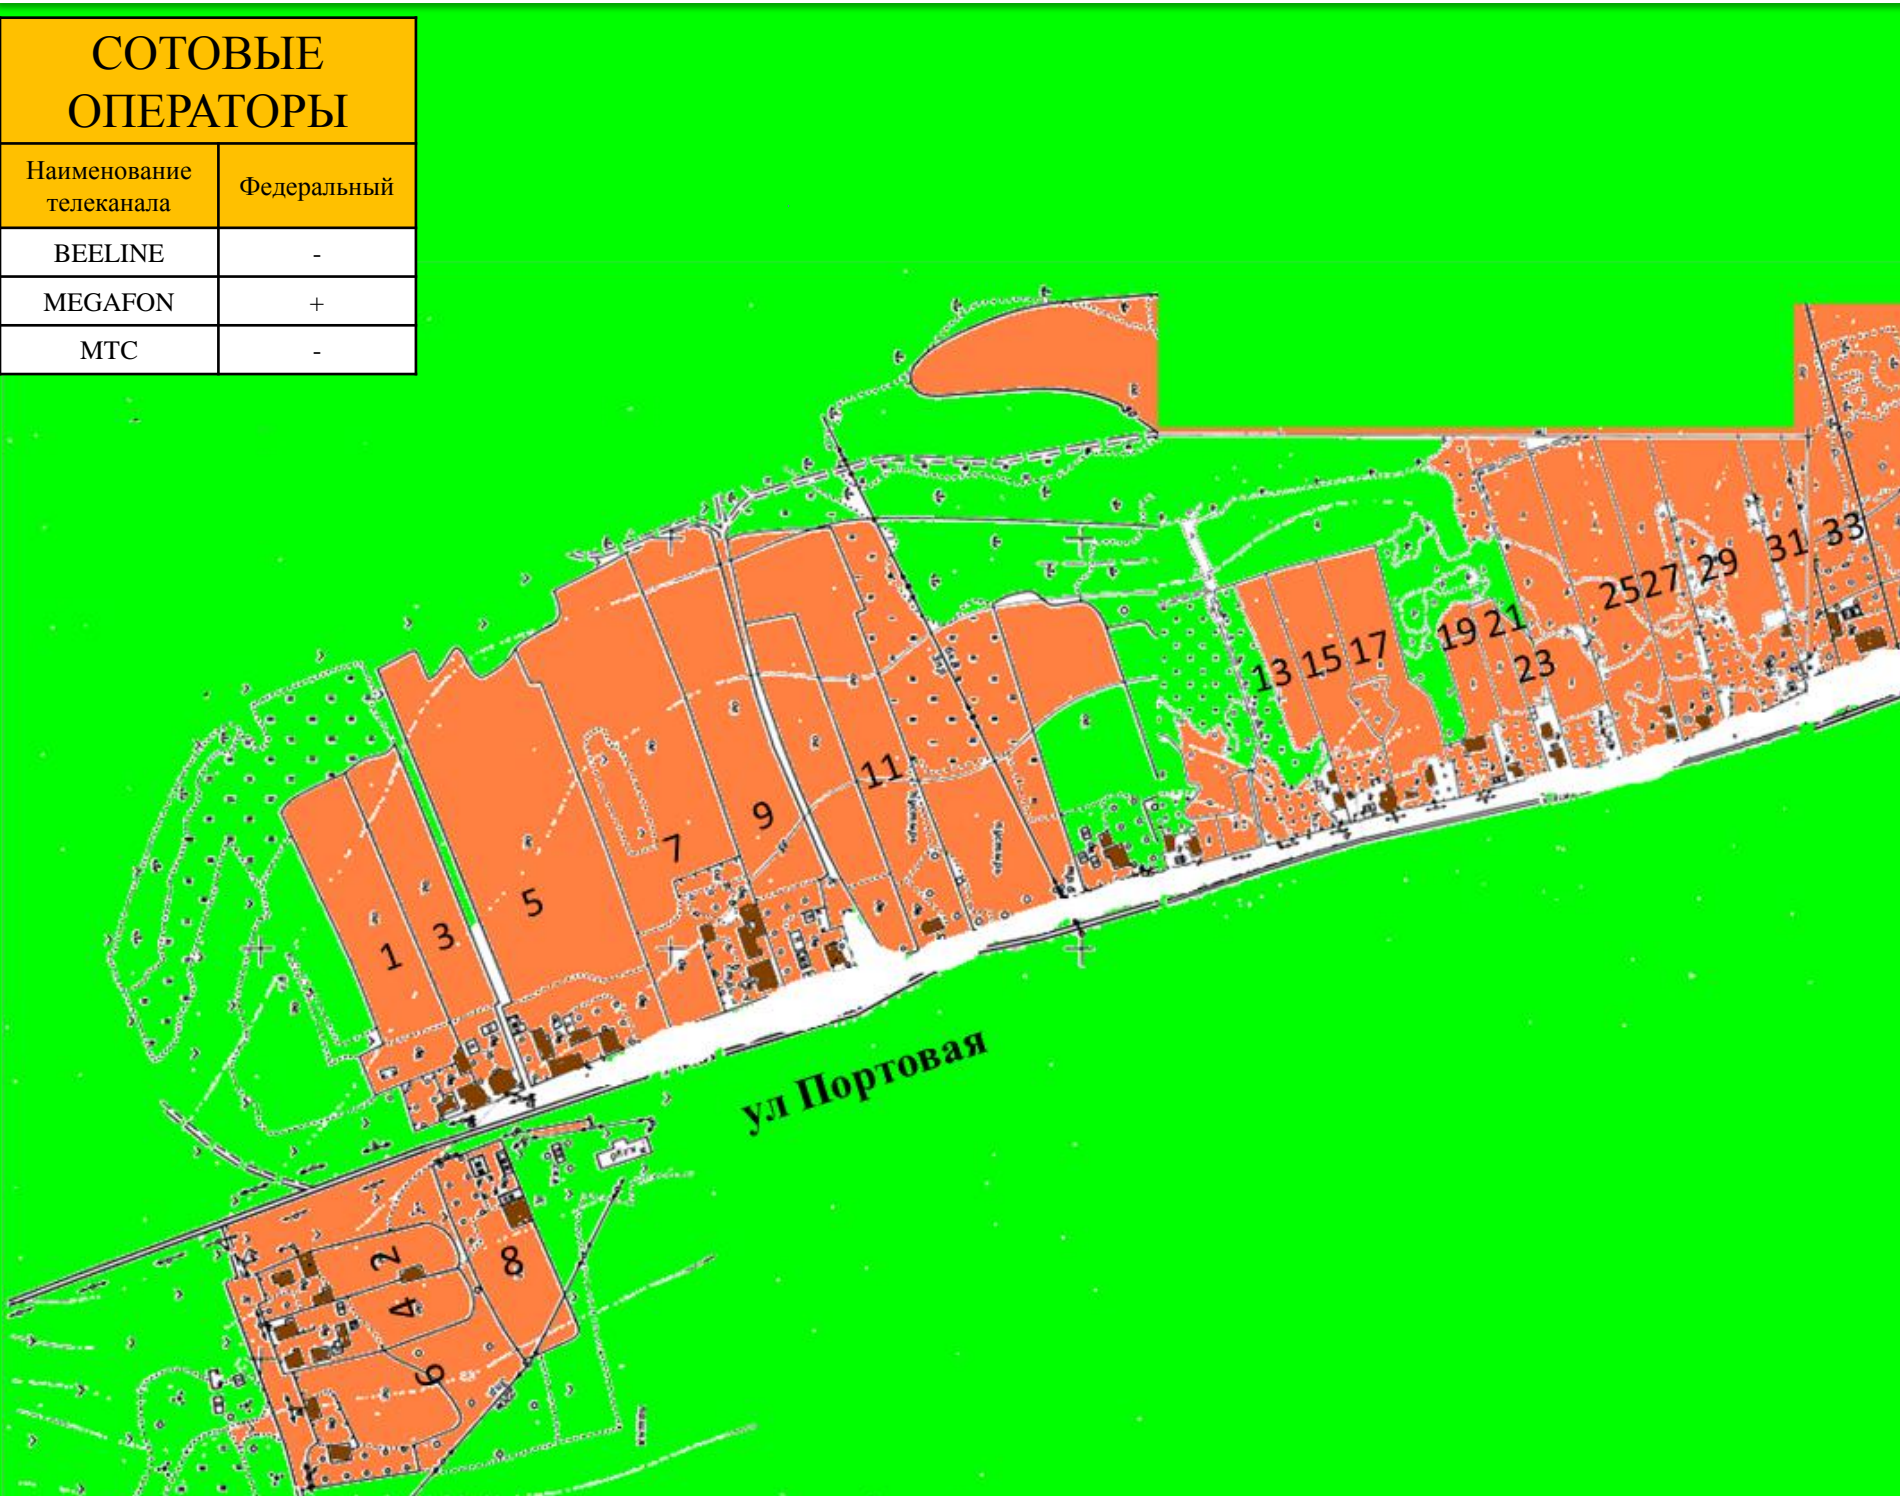 СОТОВЫЕ
ОПЕРАТОРЫ
Наименование
телеканала
Федеральный
BEELINE
-
MEGAFON
+
МТС
-
33
31
29
27
25
21
19
23
17
15
13
11
9
7
5
3
1
ул Портовая
2
8
4
6